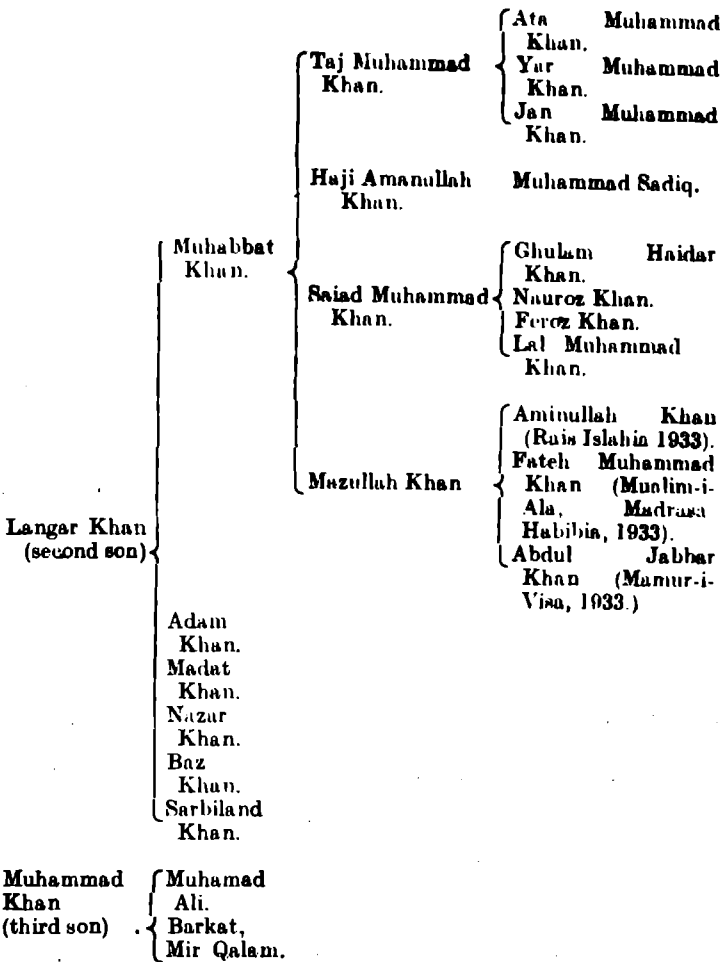 Ata Muhammad
Khan.
Taj Muhammad
Khan.
Yar Muhammad
Khan.
Jan Muhammad
Khan.
Haji Amanullah
Khan.
Muhammad Sadiq.
Muhabbat
Khan.
Saiad Muhammad
Khan.
Ghulam Haidar
Khan.
Nauroz Khan.
Feroz Khan.
Lal Muhammad
Khan.
Mazullah Khan
Aminullah Khan
(Rais Islahia 1933).
Fateh Muhammad
Khan (Mualim-i-
Ala, Madrasa
Habibia, 1933).
Abdul Jabbar
Khan (Mamur-i-
Visa, 1933.)
Langar Khan
(second son)
Adam
Khan.
Madat
Khan.
Nazar
Khan.
Baz
Khan.
Sarbiland
Khan.
Muhammad
Khan
(third son) .
Muhamad
Ali.
Barkat,
Mir Qalam.